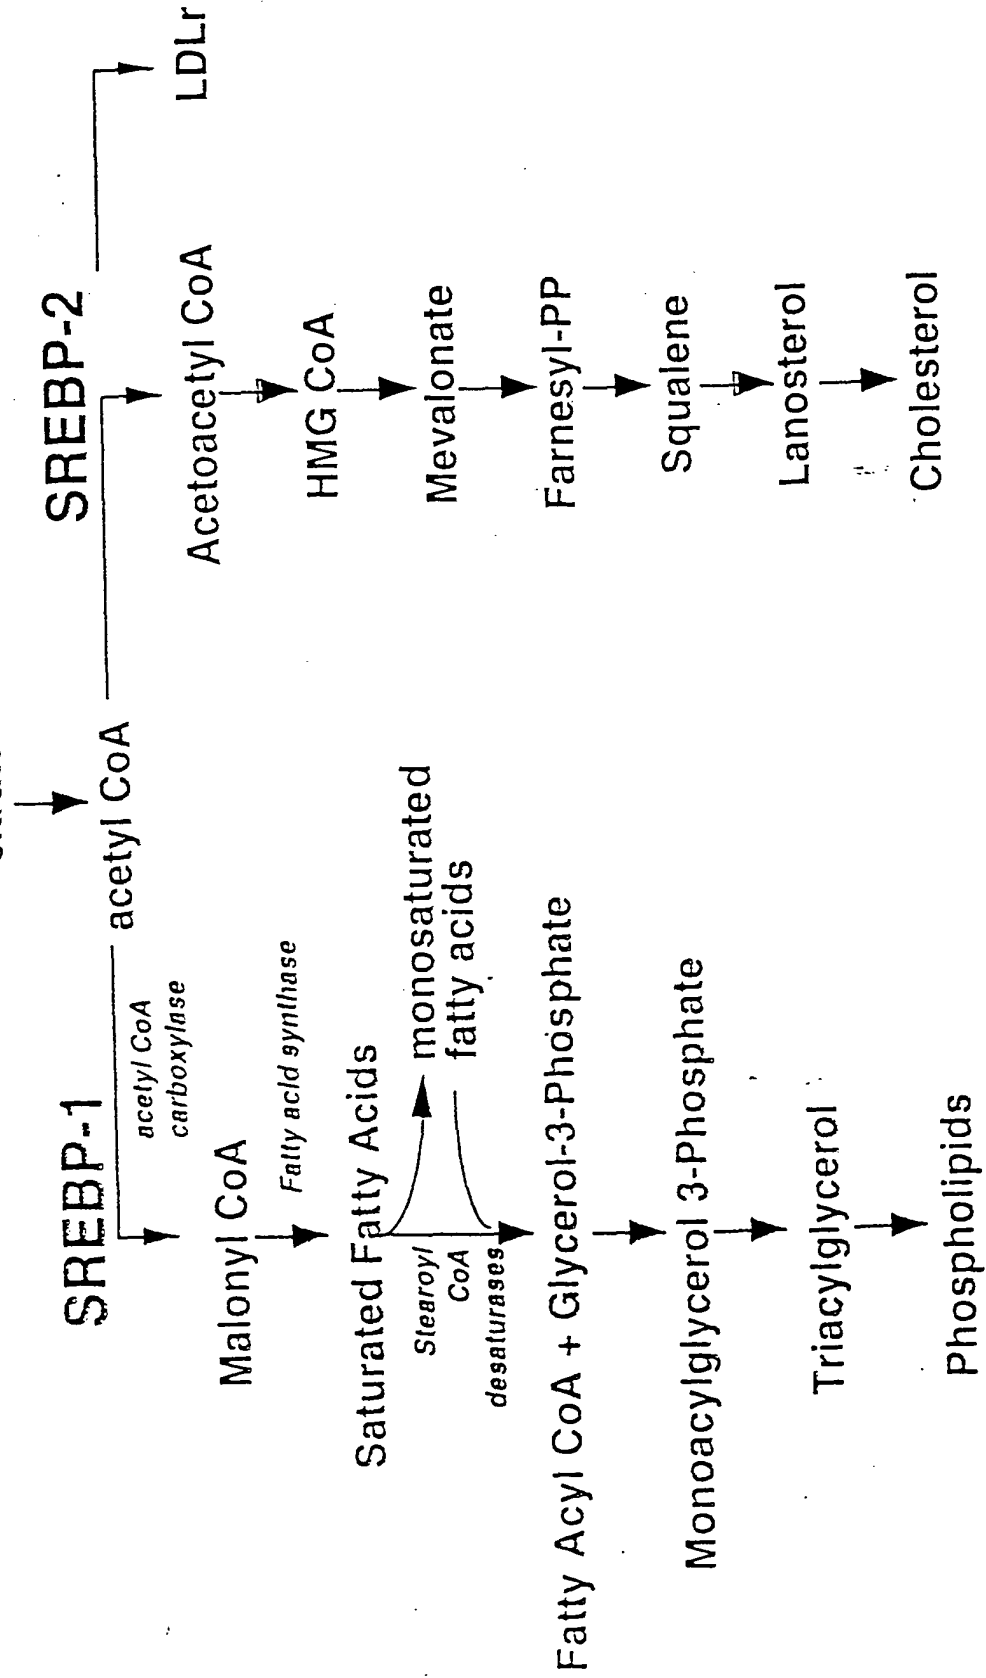 acetyl CoA
SREBP-1
SREBP-2
acetyl CoA
carboxylase
Malonyl CoA
Fatty acid synthase
Saturated Fatty Acids
Stearoyl
CoA
desaturases
monosaturated
fatty acids
Fatty Acyl CoA + Glycerol-3-Phosphate
Monoacylglycerol 3-Phosphate
Triacylglycerol
Phospholipids
Acetoacetyl CoA
HMG CoA
Mevalonate
Farnesyl-PP
Squalene
Lanosterol
Cholesterol
LDLr